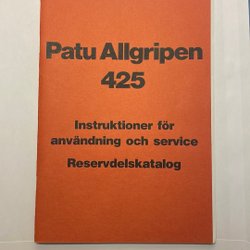 Patu Allgripen
425
Instruktioner för
användning och service
Reservdelskatalog